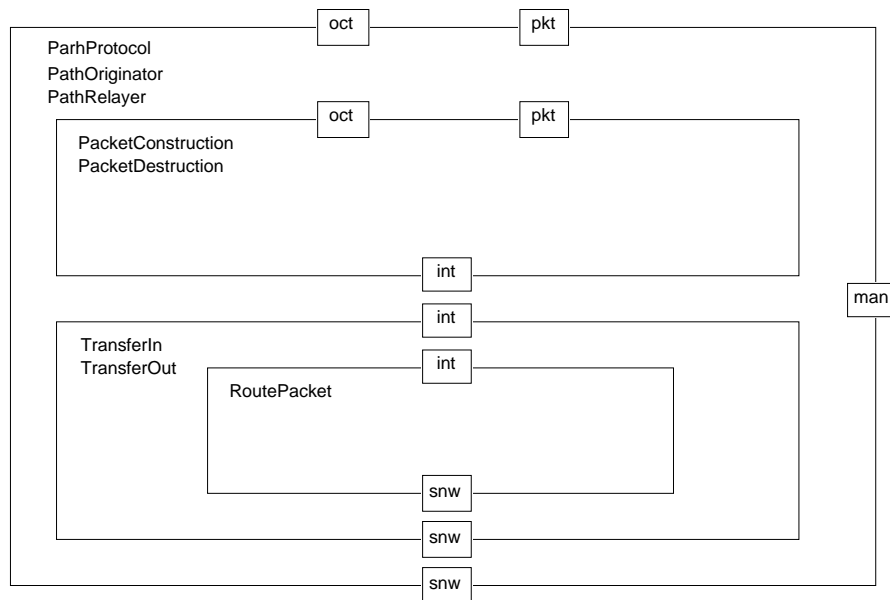 oct pkt
ParhProtocol
PathOriginator
PathRelayer
oct pkt
PacketConstruction
PacketDestruction
int
man
int
TransferIn
TransferOut
int
RoutePacket
snw
snw
snw